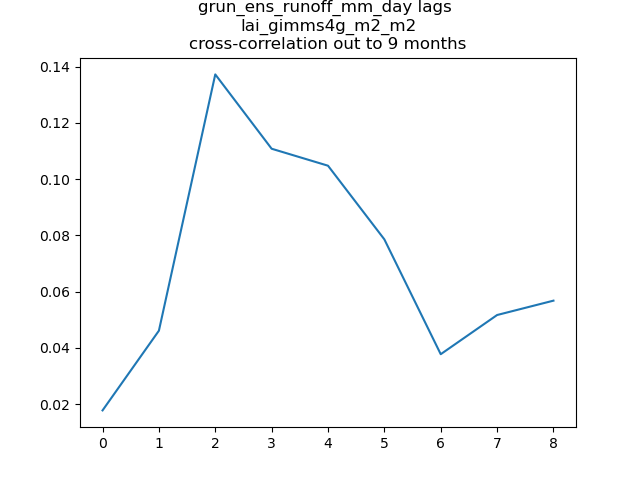 grun_ens_runoff_mm_day lags
lai_gimms4g_m2_m2
cross-correlation out to 9 months
0.14
0.12
0.10
0.08
0.06
0.04
0.02
0 1 2 3 4 5 6 7 8